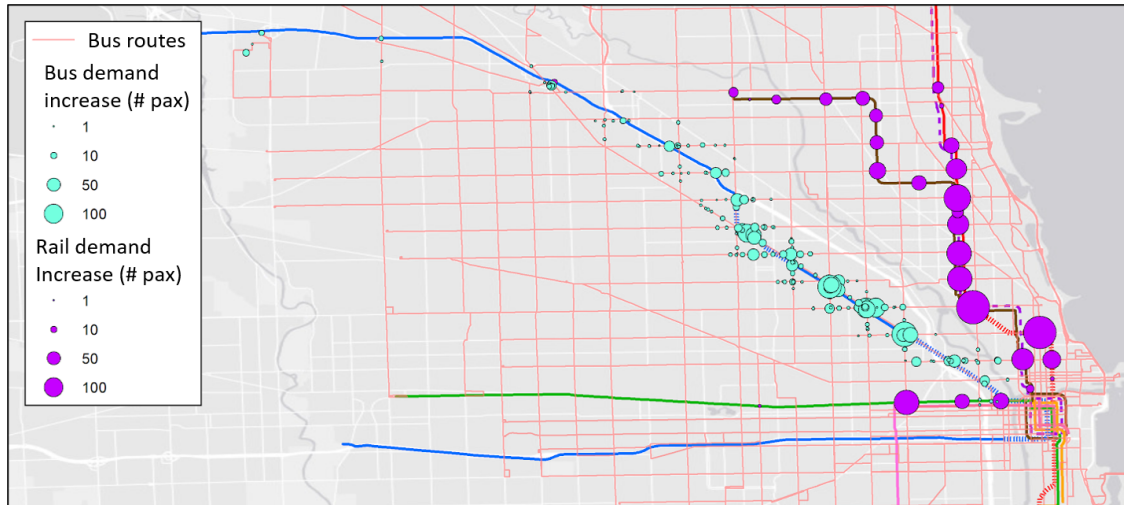 Bus routes
Bus demand
increase (# pax)
1
10
50
100
Rail demand
Increase (# pax)
1
10
50
100